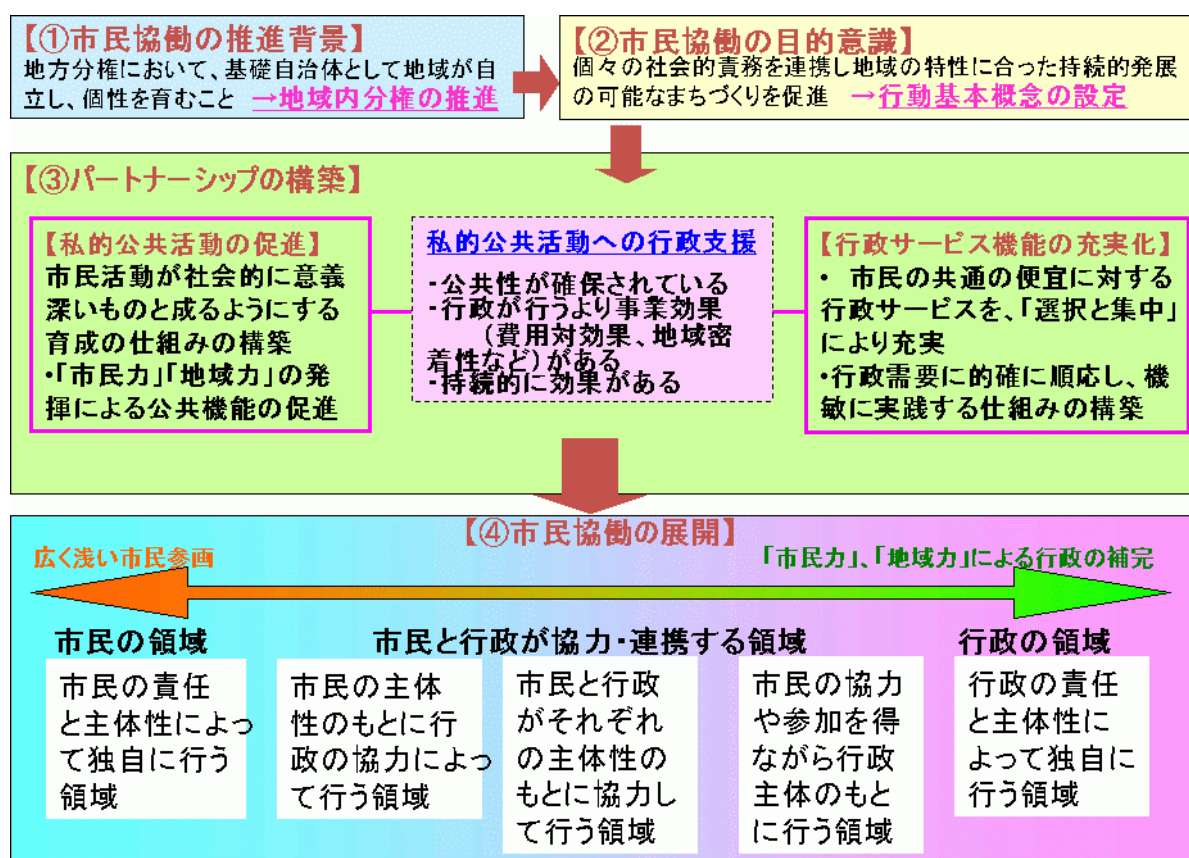 【①市民協働の推進背景】
地方分権において、基礎自治体として地域が自
立し、個性を育むこと →地域内分権の推進
【②市民協働の目的意識】
個々の社会的責務を連携し地域の特性に合った持続的発展
の可能なまちづくりを促進 →行動基本概念の設定
【③パートナーシップの構築】
【私的公共活動の促進】
市民活動が社会的に意義
深いものと成るようにする
育成の仕組みの構築
・「市民力」「地域力」の発
揮による公共機能の促進
私的公共活動への行政支援
・公共性が確保されている
・行政が行うより事業効果
(費用対効果、地域密
着性など)がある
・持続的に効果がある
【行政サービス機能の充実化】
・ 市民の共通の便宜に対する
行政サービスを、「選択と集中」
により充実
・行政需要に的確に順応し、機
敏に実践する仕組みの構築
【④市民協働の展開】
広く浅い市民参画
「市民力」、「地域力」による行政の補完
市民の領域
市民と行政が協力・連携する領域
行政の領域
市民の責任
と主体性によっ
て独自に行う
領域
市民の主体
性のもとに行
政の協力によっ
て行う領域
市民と行政
がそれぞれ
の主体性の
もとに協力し
て行う領域
市民の協力
や参加を得
ながら行政
主体のもと
に行う領域
行政の責任
と主体性に
よって独自に
行う領域